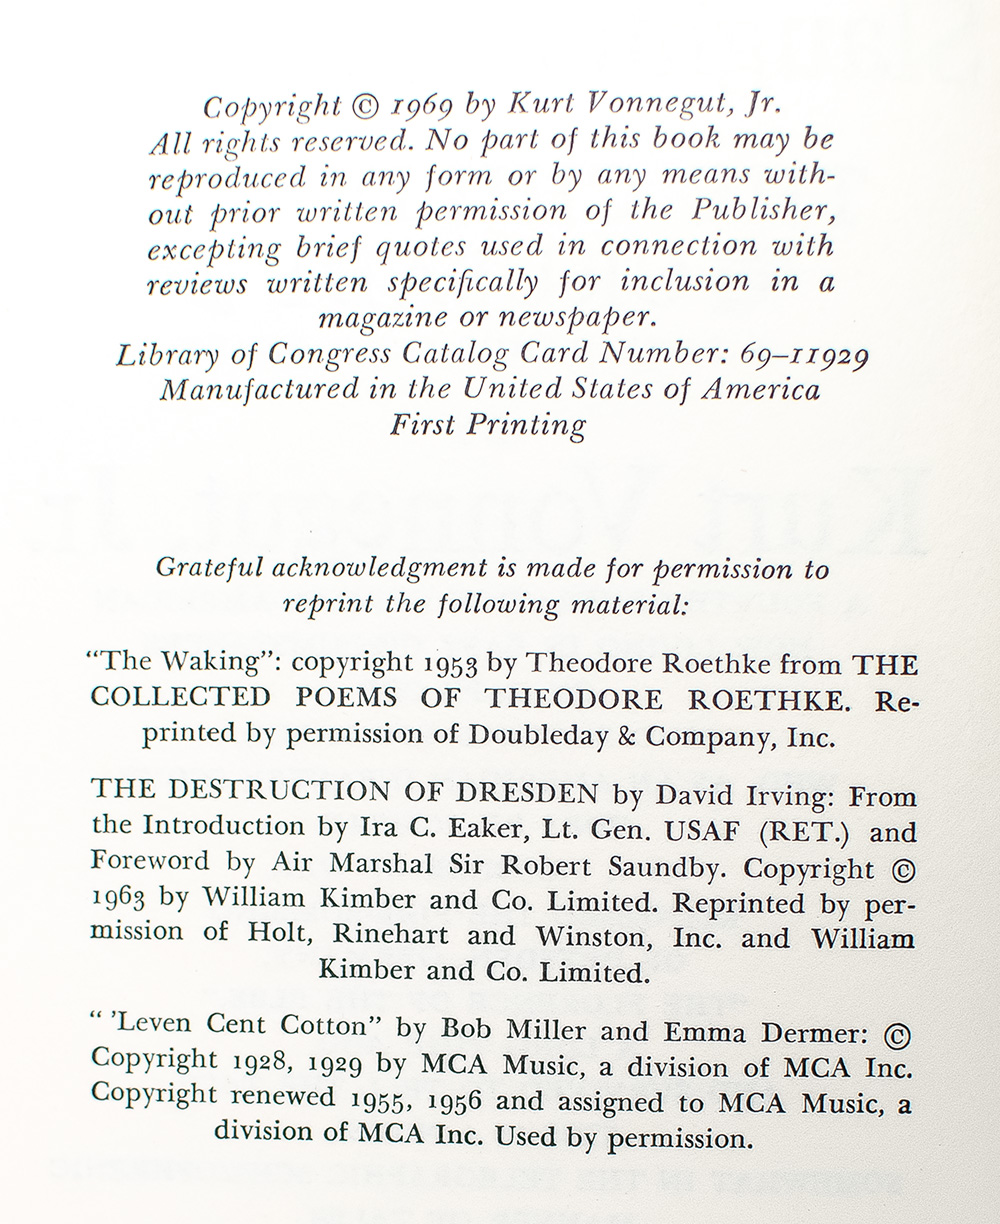 Copyright © 1969 by Kurt Vonnegut, Jr.
All rights reserved. No part of this book may be
reproduced in any form or by any means with-
out prior written permission of the Publisher,
excepting brief quotes used in connection with
reviews written specifically for inclusion in a
magazine or newspaper.
Library of Congress Catalog Card Number: 69–11929
Manufactured in the United States of America
First Printing
Grateful acknowledgment is made for permission to
reprint the following material:
“The Waking”: copyright 1953 by Theodore Roethke from THE
COLLECTED POEMS OF THEODORE ROETHKE. Re-
printed by permission of Doubleday & Company, Inc.
THE DESTRUCTION OF DRESDEN by David Irving: From
the Introduction by Ira C. Eaker, Lt. Gen. USAF (RET.) and
Foreword by Air Marshal Sir Robert Saundby. Copyright ©
1963 by William Kimber and Co. Limited. Reprinted by per-
mission of Holt, Rinehart and Winston, Inc. and William
Kimber and Co. Limited.
“ ’Leven Cent Cotton” by Bob Miller and Emma Dermer: ©
Copyright 1928, 1929 by MCA Music, a division of MCA Inc.
Copyright renewed 1955, 1956 and assigned to MCA Music, a
division of MCA Inc. Used by permission.